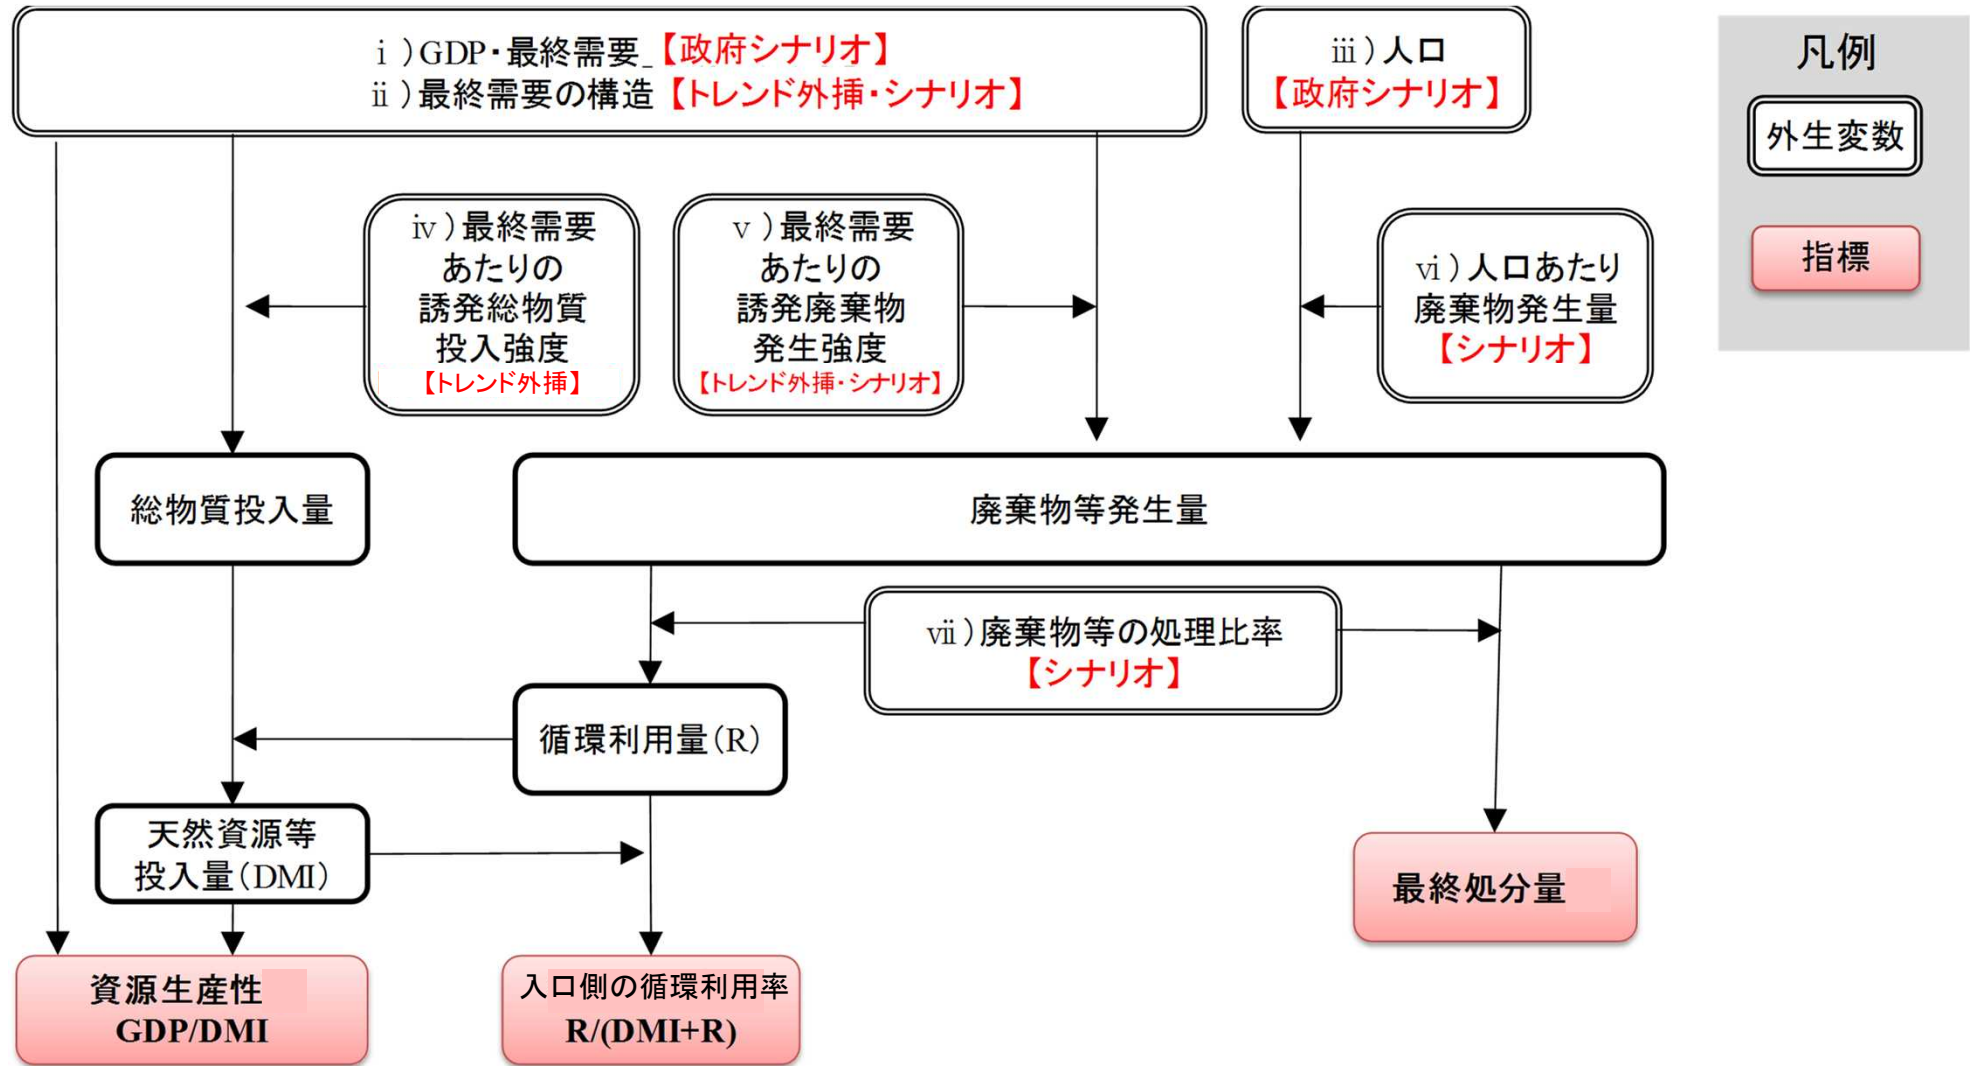 ⅰ)GDP・最終需要_【政府シナリオ】
ⅱ)最終需要の構造【トレンド外挿・シナリオ】
ⅲ)人口
【政府シナリオ】
凡例
外生変数
指標
ⅳ)最終需要
あたりの
誘発総物質
投入強度
【トレンド外挿】
ⅴ)最終需要
あたりの
誘発廃棄物
発生強度
【トレンド外挿・シナリオ】
ⅵ)人口あたり
廃棄物発生量
【シナリオ】
総物質投入量
廃棄物等発生量
ⅶ)廃棄物等の処理比率
【シナリオ】
循環利用量(R)
天然資源等
投入量(DMI)
最終処分量
資源生産性
GDP/DMI
入口側の循環利用率
R/(DMI+R)